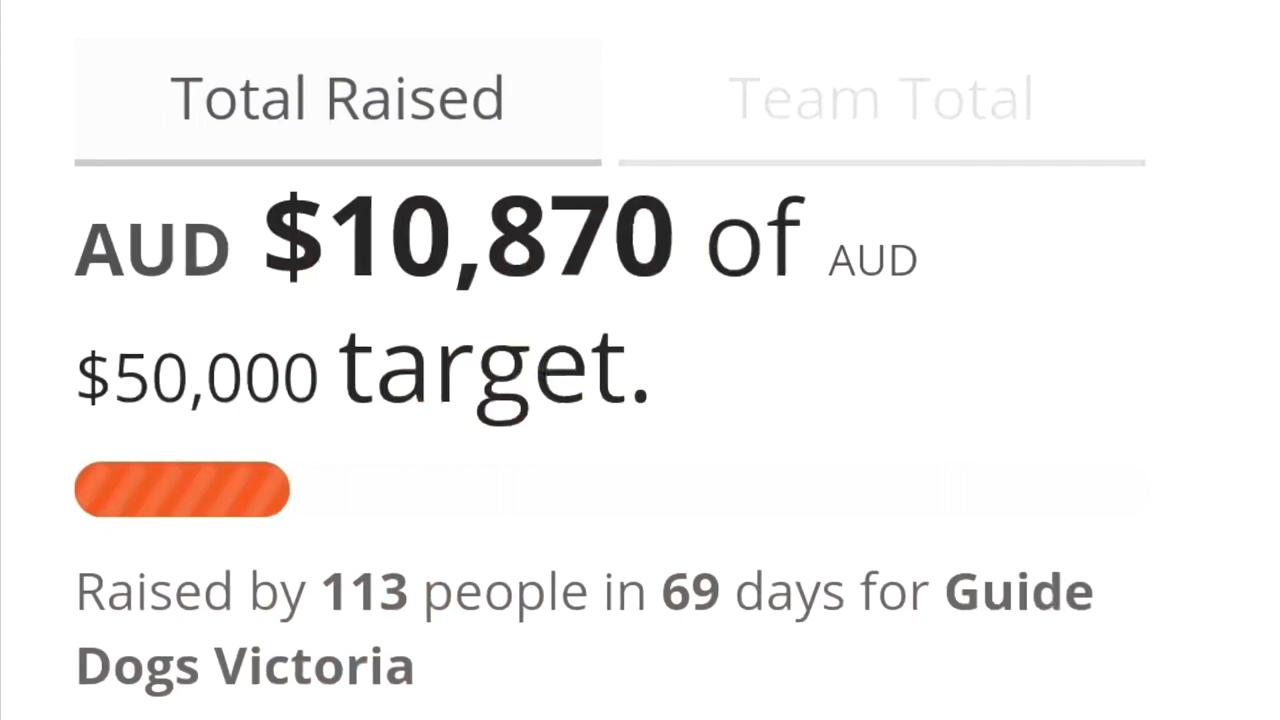 Total Raised
Team Total
AUD $10,870 of AUD
$50,000 target.
Raised by 113 people in 69 days for Guide
Dogs Victoria